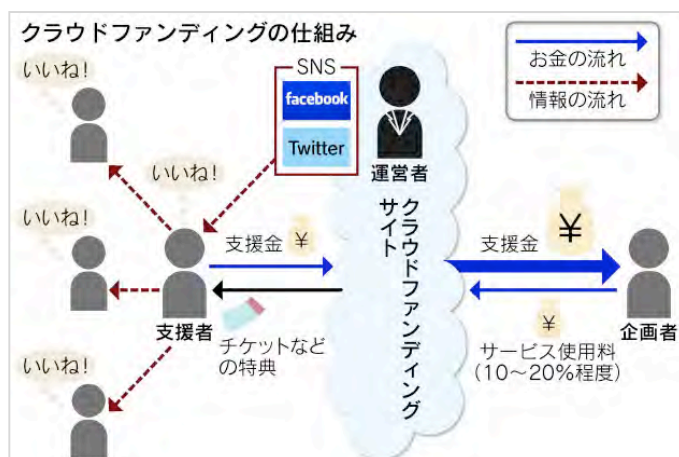 クラウドファンディングの仕組み
いいね!
SNS
facebook
Twitter
運営者
お金の流れ
情報の流れ
いいね!
いいね!
支援者
支援金 ¥
チケットなど
の特典
クラウドファンディング
サイト
支援金 ¥
¥
サービス使用料
(10〜20%程度)
企画者
いいね!